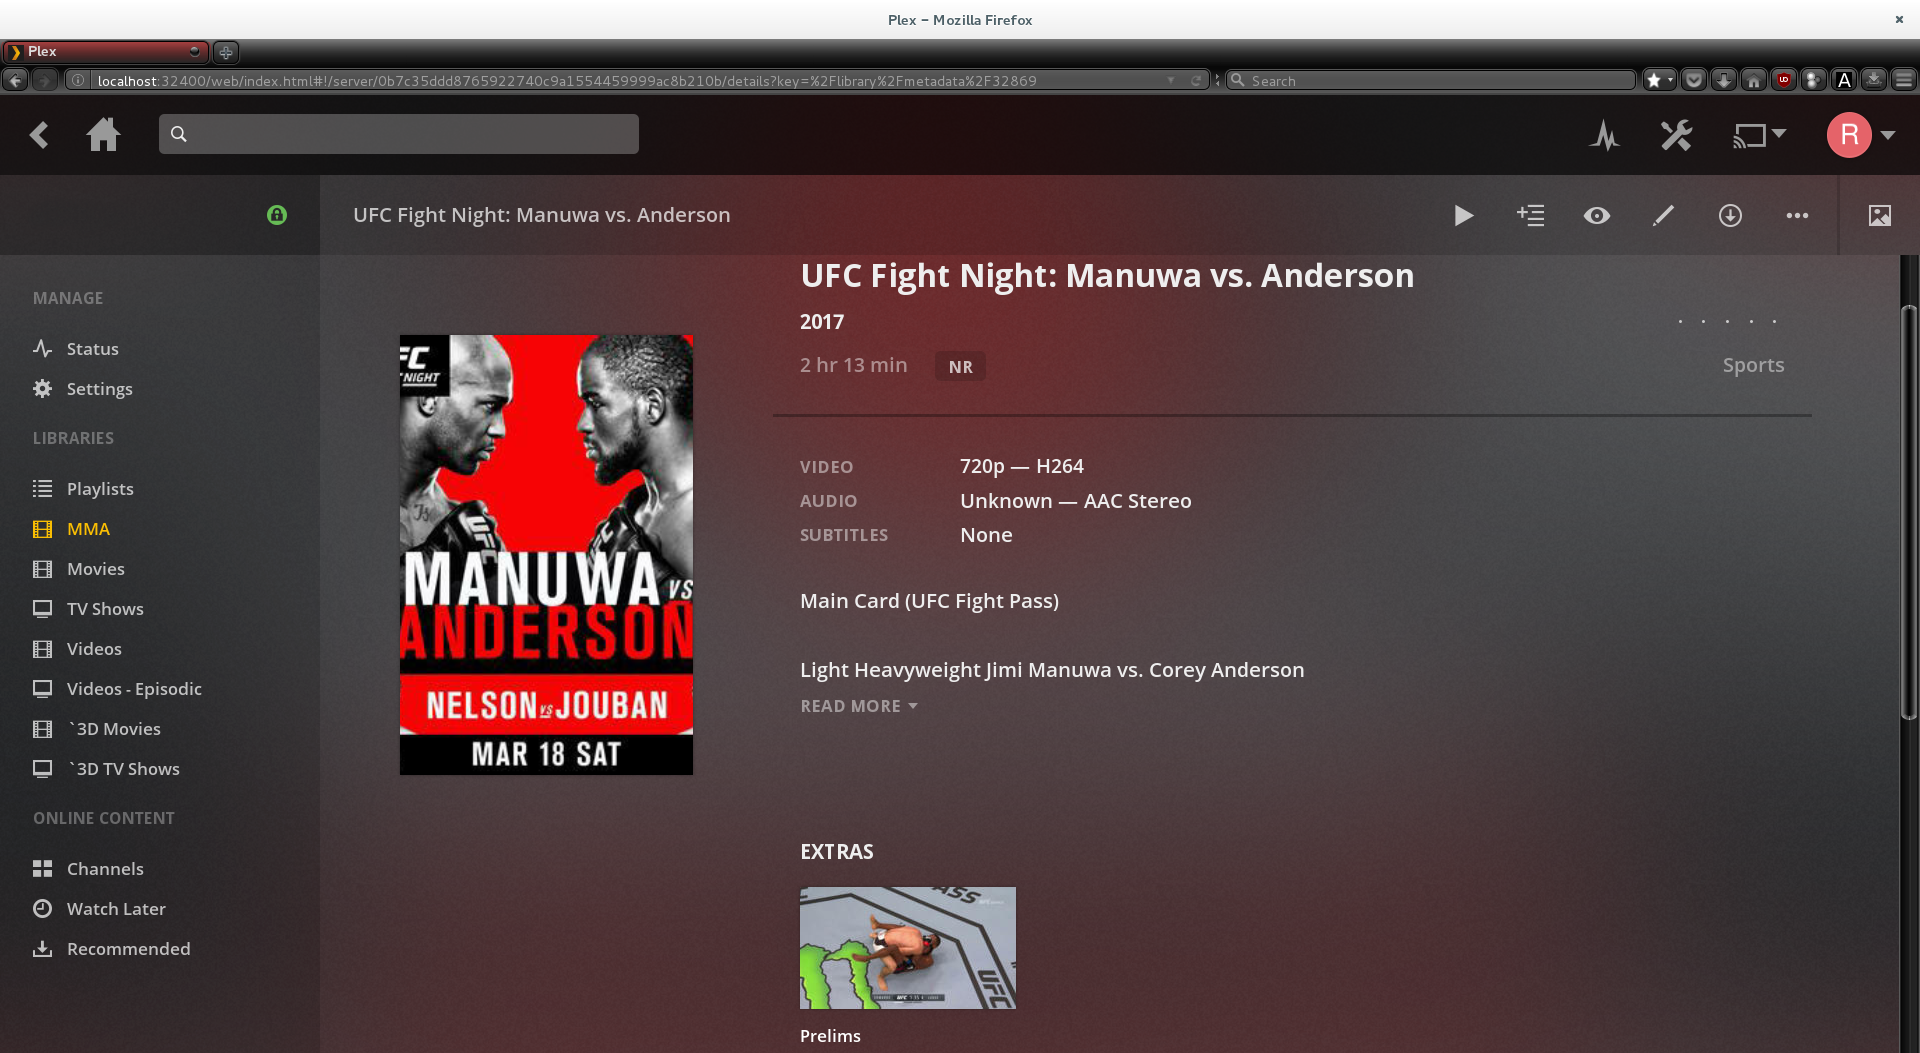 Plex – Mozilla Firefox
Plex
localhost:32400/web/index.html#!/server/0b7c35ddd8765922740c9a1554459999ac8b210b/details?key=%2Flibrary%2Fmetadata%2F32869
Search
A
R
UFC Fight Night: Manuwa vs. Anderson
MANAGE
Status
Settings
LIBRARIES
Playlists
MMA
Movies
TV Shows
Videos
Videos - Episodic
`3D Movies
`3D TV Shows
ONLINE CONTENT
Channels
Watch Later
Recommended
FC
NIGHT
UFC
MANUWA VS
ANDERSON
NELSON VS JOUBAN
MAR 18 SAT
UFC Fight Night: Manuwa vs. Anderson
2017
2 hr 13 min NR
Sports
VIDEO 720p — H264
AUDIO Unknown — AAC Stereo
SUBTITLES None
Main Card (UFC Fight Pass)
Light Heavyweight Jimi Manuwa vs. Corey Anderson
READ MORE
EXTRAS
ASS
UFC
Prelims